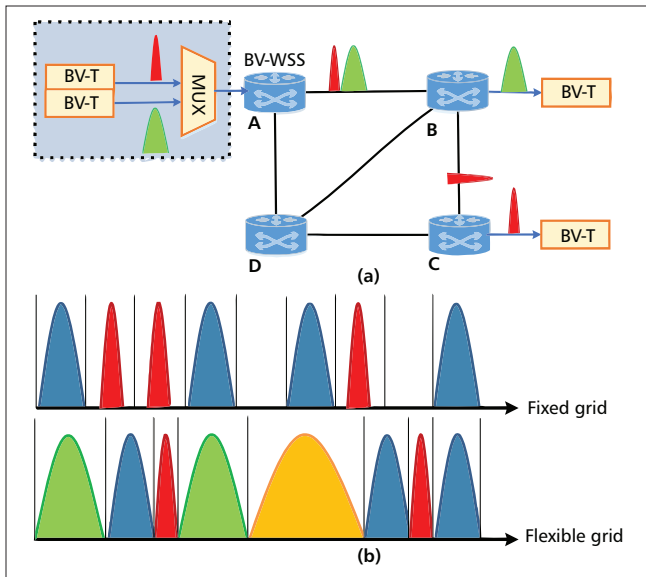 BV-T
BV-T
MUX
BV-WSS
A
B
BV-T
D
C
BV-T
(a)
Fixed grid
Flexible grid
(b)